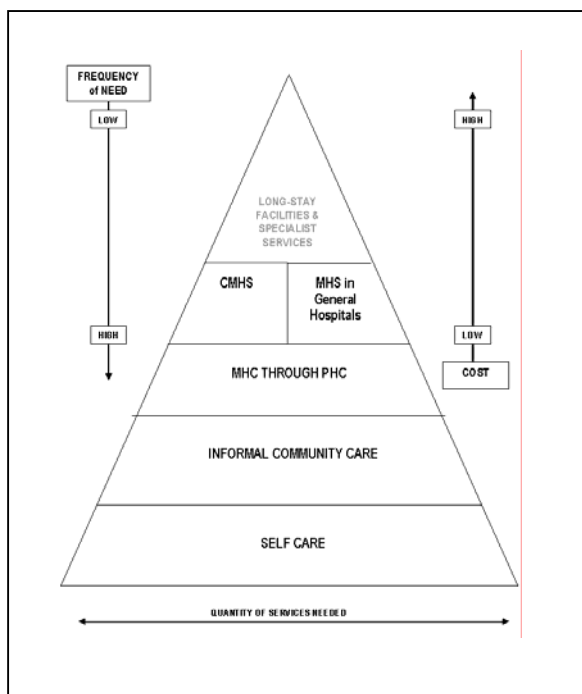 FREQUENCY
of NEED
LOW
HIGH
LONG-STAY
FACILITIES &
SPECIALIST
SERVICES
CMHS
MHS in
General
Hospitals
HIGH
LOW
COST
MHC THROUGH PHC
INFORMAL COMMUNITY CARE
SELF CARE
QUANTITY OF SERVICES NEEDED